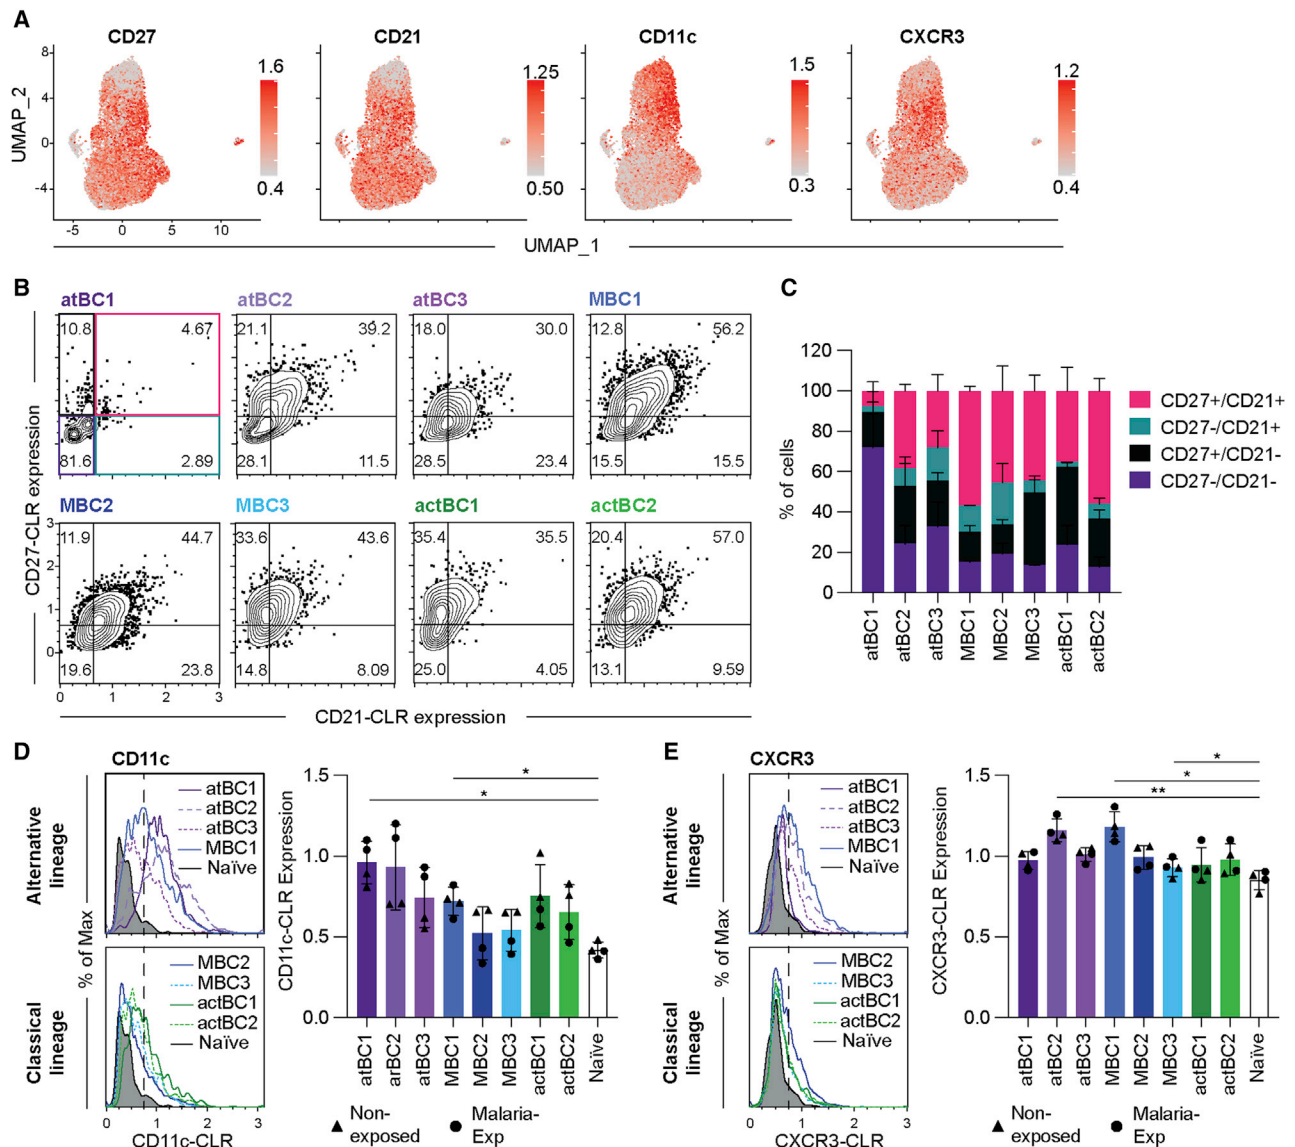 A
CD27 CD21 CD11c CXCR3
UMAP_2
8 4 0 -4
1.6 0.4
1.25 0.50
1.5 0.3
1.2 0.4
-5 0 5 10
UMAP_1
B
CD27-CLR expression
atBC1 atBC2 atBC3 MBC1
10.8 4.67 21.1 39.2 18.0 30.0 12.8 56.2
81.6 2.89 28.1 11.5 28.5 23.4 15.5 15.5
MBC2 MBC3 actBC1 actBC2
3 2 1 0
11.9 44.7 33.6 43.6 35.4 35.5 20.4 57.0
19.6 23.8 14.8 8.09 25.0 4.05 13.1 9.59
0 1 2 3
CD21-CLR expression
C
% of cells
120
100
80
60
40
20
0
atBC1 atBC2 atBC3 MBC1 MBC2 MBC3 actBC1 actBC2
CD27+/CD21+
CD27-/CD21+
CD27+/CD21-
CD27-/CD21-
D
CD11c
Alternative lineage
Classical lineage
% of Max
atBC1
atBC2
atBC3
MBC1
Naïve
MBC2
MBC3
actBC1
actBC2
Naïve
0 1 2 3
CD11c-CLR
CD11c-CLR Expression
1.5
1.0
0.5
0.0
*
*
atBC1 arBC2 atBC3 MBC1 MBC2 MBC3 actBC1 actBC2 Naïve
▲ Non-exposed
● Malaria-Exp
E
CXCR3
Alternative lineage
Classical lineage
% of Max
atBC1
atBC2
atBC3
MBC1
Naïve
MBC2
MBC3
actBC1
actBC2
Naïve
0 1 2 3
CXCR3-CLR
CXCR3-CLR Expression
1.5
1.0
0.5
0.0
*
*
**
atBC1 atBC2 atBC3 MBC1 MBC2 MBC3 actBC1 actBC2 Naïve
▲ Non-exposed
● Malaria-Exp